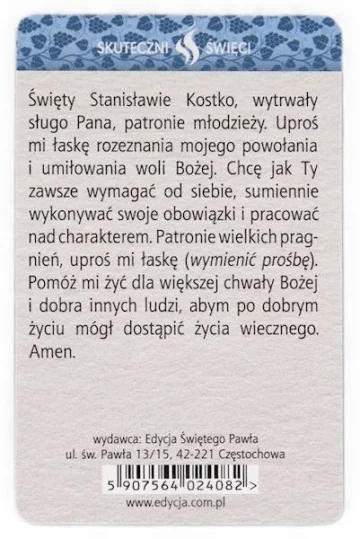 SKUTECZNI ŚWIĘCI
Święty Stanisławie Kostko, wytrwały
sługo Pana, patronie młodzieży. Uproś
mi łaskę rozeznania mojego powołania
i umiłowania woli Bożej. Chcę jak Ty
zawsze wymagać od siebie, sumiennie
wykonywać swoje obowiązki i pracować
nad charakterem. Patronie wielkich prag-
nień, uproś mi łaskę (wymienić prośbę).
Pomóż mi żyć dla większej chwały Bożej
i dobra innych ludzi, abym po dobrym
życiu mógł dostąpić życia wiecznego.
Amen.
wydawca: Edycja Świętego Pawła
ul. św. Pawła 13/15, 42-221 Częstochowa
5 907564 024082 >
www.edycja.com.pl